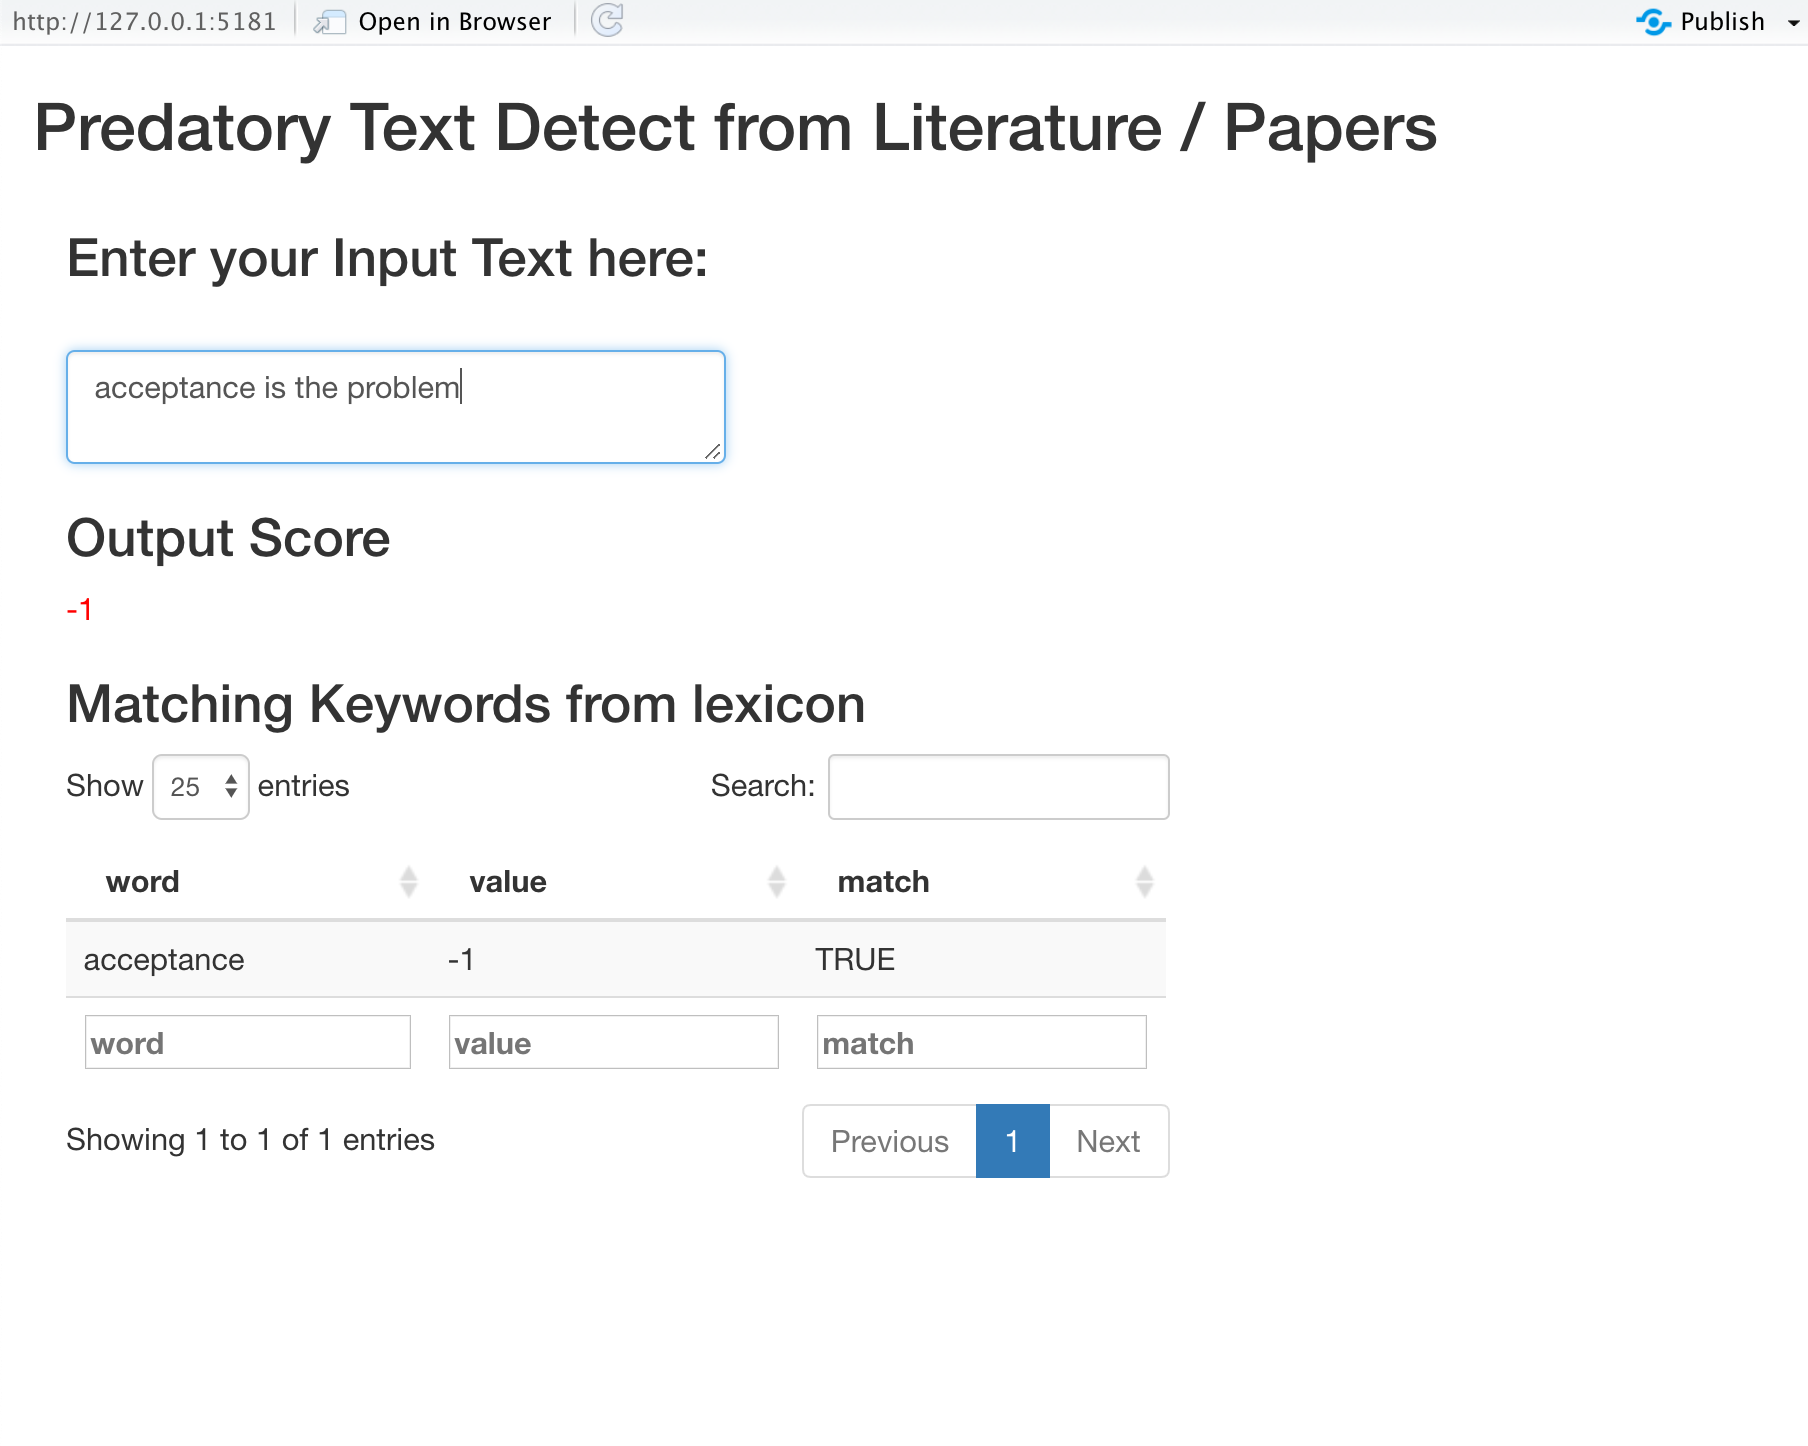 http://127.0.0.1:5181 Open in Browser Publish
Predatory Text Detect from Literature / Papers
Enter your Input Text here:
acceptance is the problem
Output Score
-1
Matching Keywords from lexicon
Show 25 entries Search:
word value match
acceptance -1 TRUE
word value match
Showing 1 to 1 of 1 entries Previous 1 Next